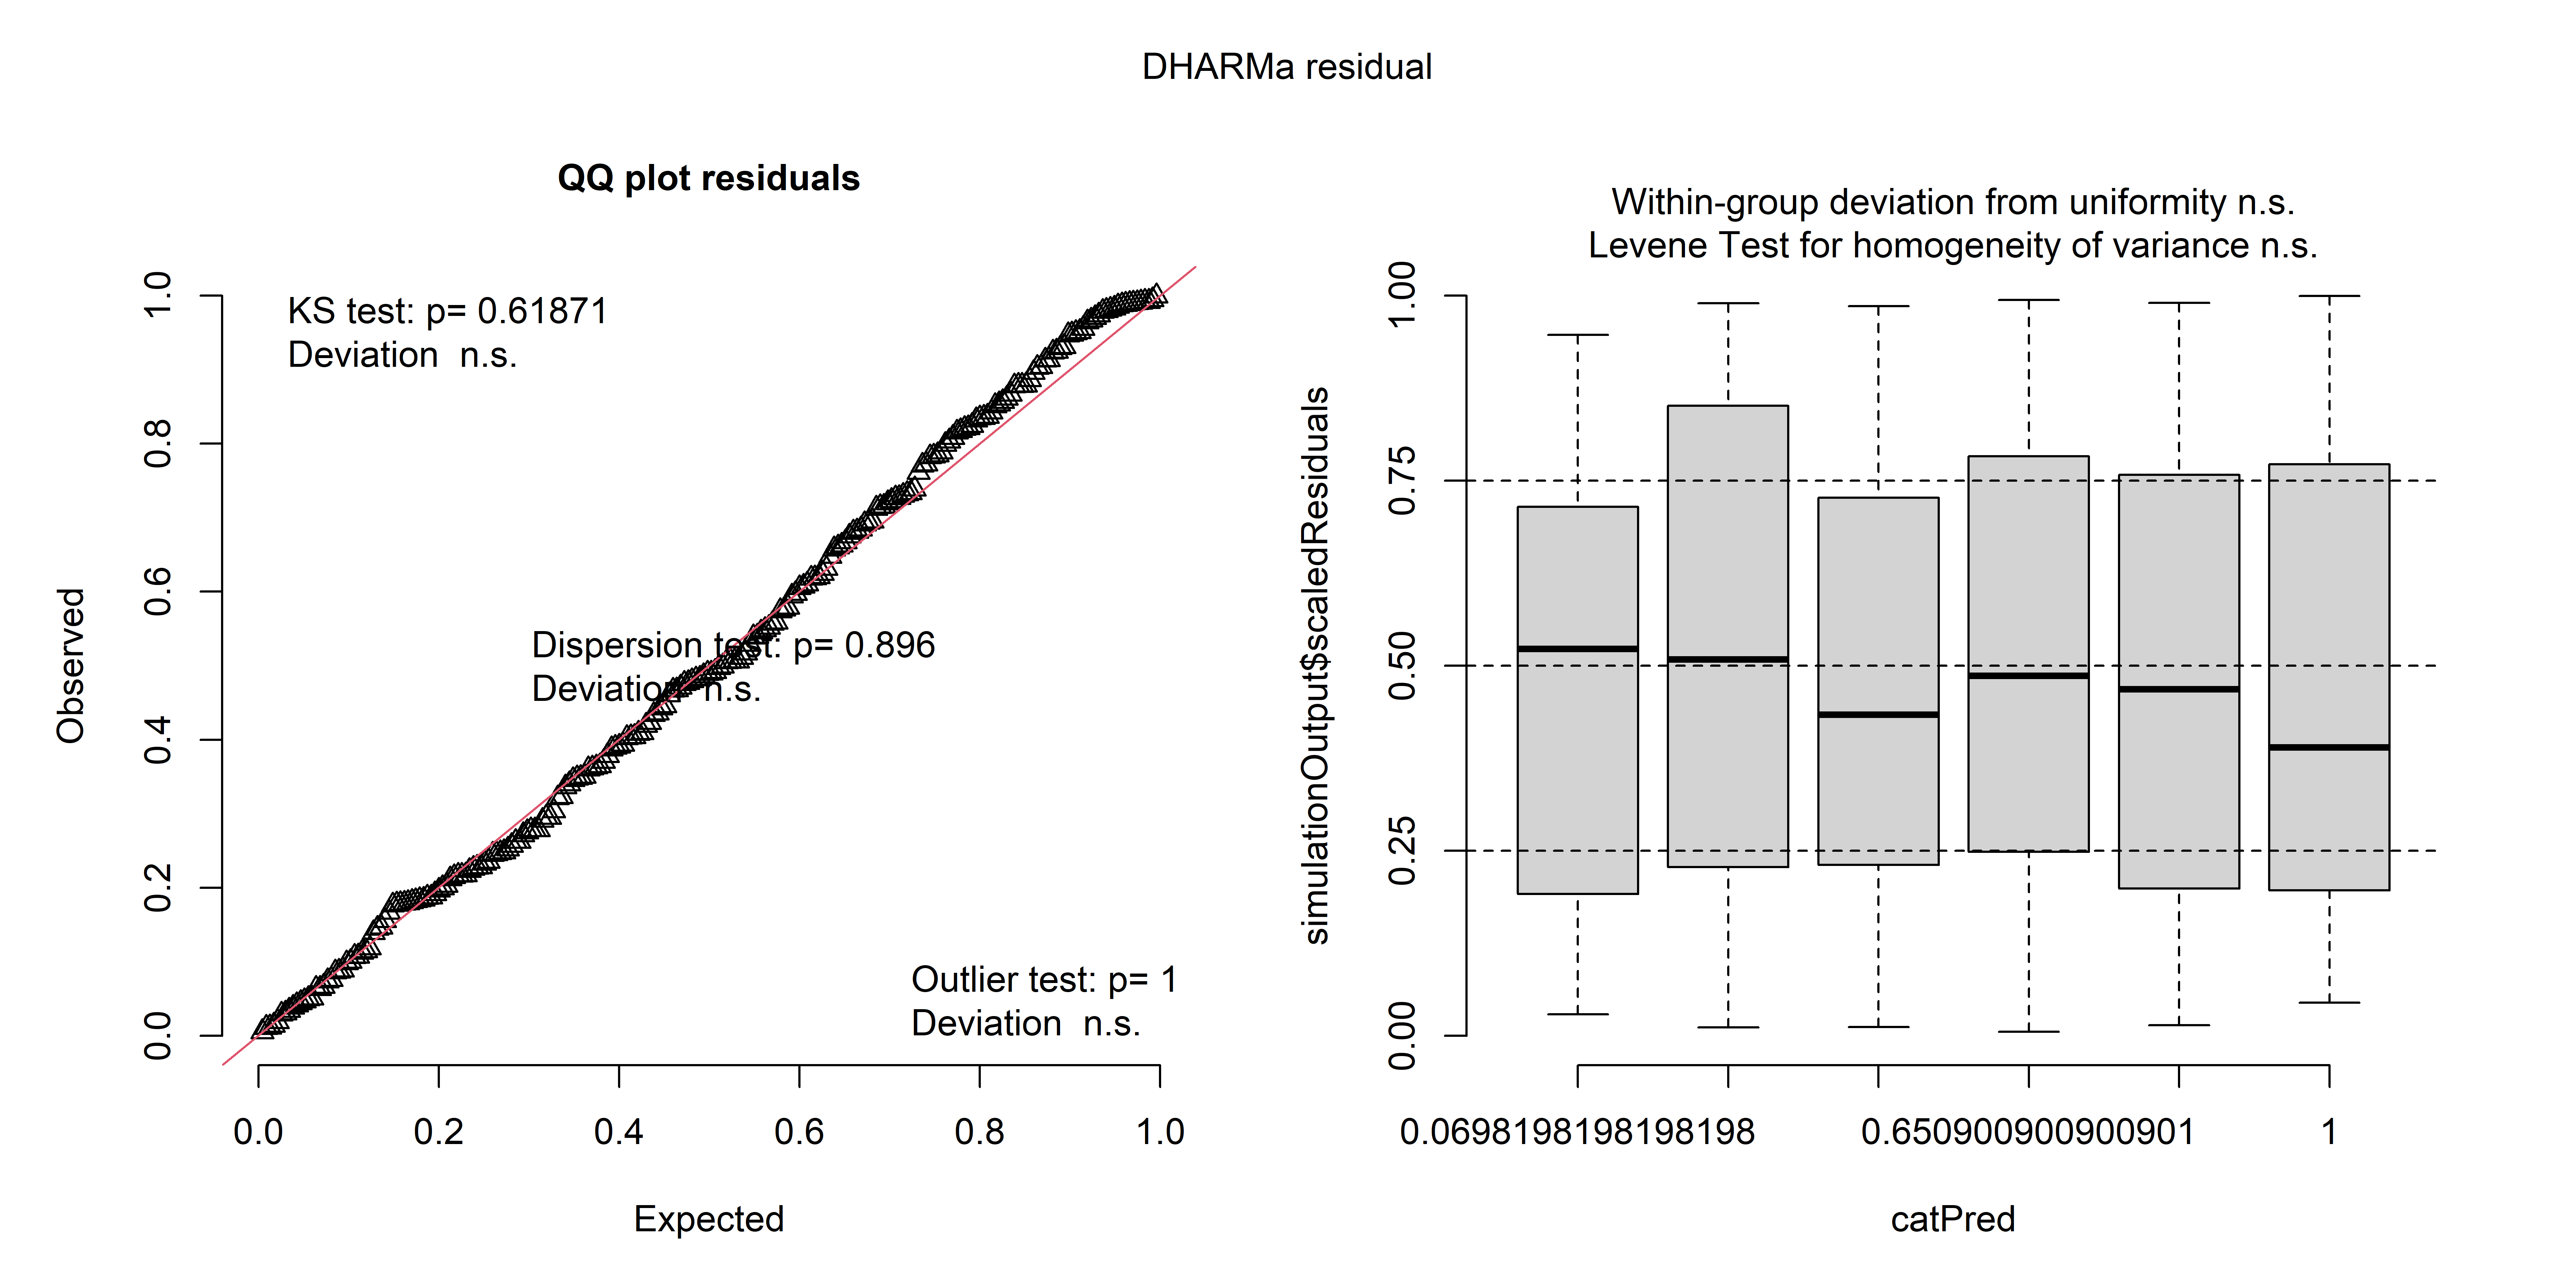 DHARMa residual
QQ plot residuals
KS test: p= 0.61871
Deviation  n.s.
Dispersion test: p= 0.896
Deviation  n.s.
Outlier test: p= 1
Deviation  n.s.
Observed
0.0
0.2
0.4
0.6
0.8
1.0
0.0 0.2 0.4 0.6 0.8 1.0
Expected
Within-group deviation from uniformity n.s.
Levene Test for homogeneity of variance n.s.
simulationOutput$scaledResiduals
0.00
0.25
0.50
0.75
1.00
0.0698198198198198 0.650900900900901 1
catPred